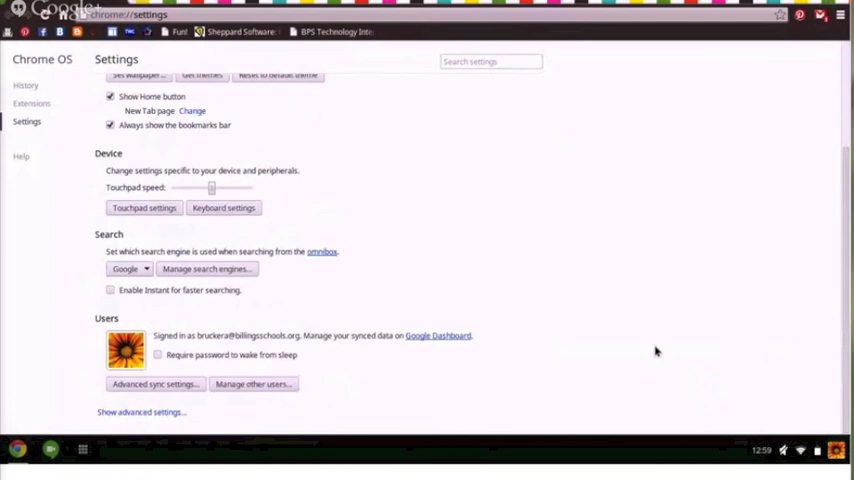 Google+
chrome://settings
Fun!
Sheppard Software:
BPS Technology Inte
Chrome OS
Settings
Search settings
History
Extensions
Settings
Help
Set wallpaper...
Get themes
Reset to default theme
Show Home button
New Tab page Change
Always show the bookmarks bar
Device
Change settings specific to your device and peripherals.
Touchpad speed:
Touchpad settings
Keyboard settings
Search
Set which search engine is used when searching from the omnibox.
Google
Manage search engines...
Enable Instant for faster searching.
Users
Signed in as bruckera@billingsschools.org. Manage your synced data on Google Dashboard.
Require password to wake from sleep
Advanced sync settings...
Manage other users...
Show advanced settings...
12:59